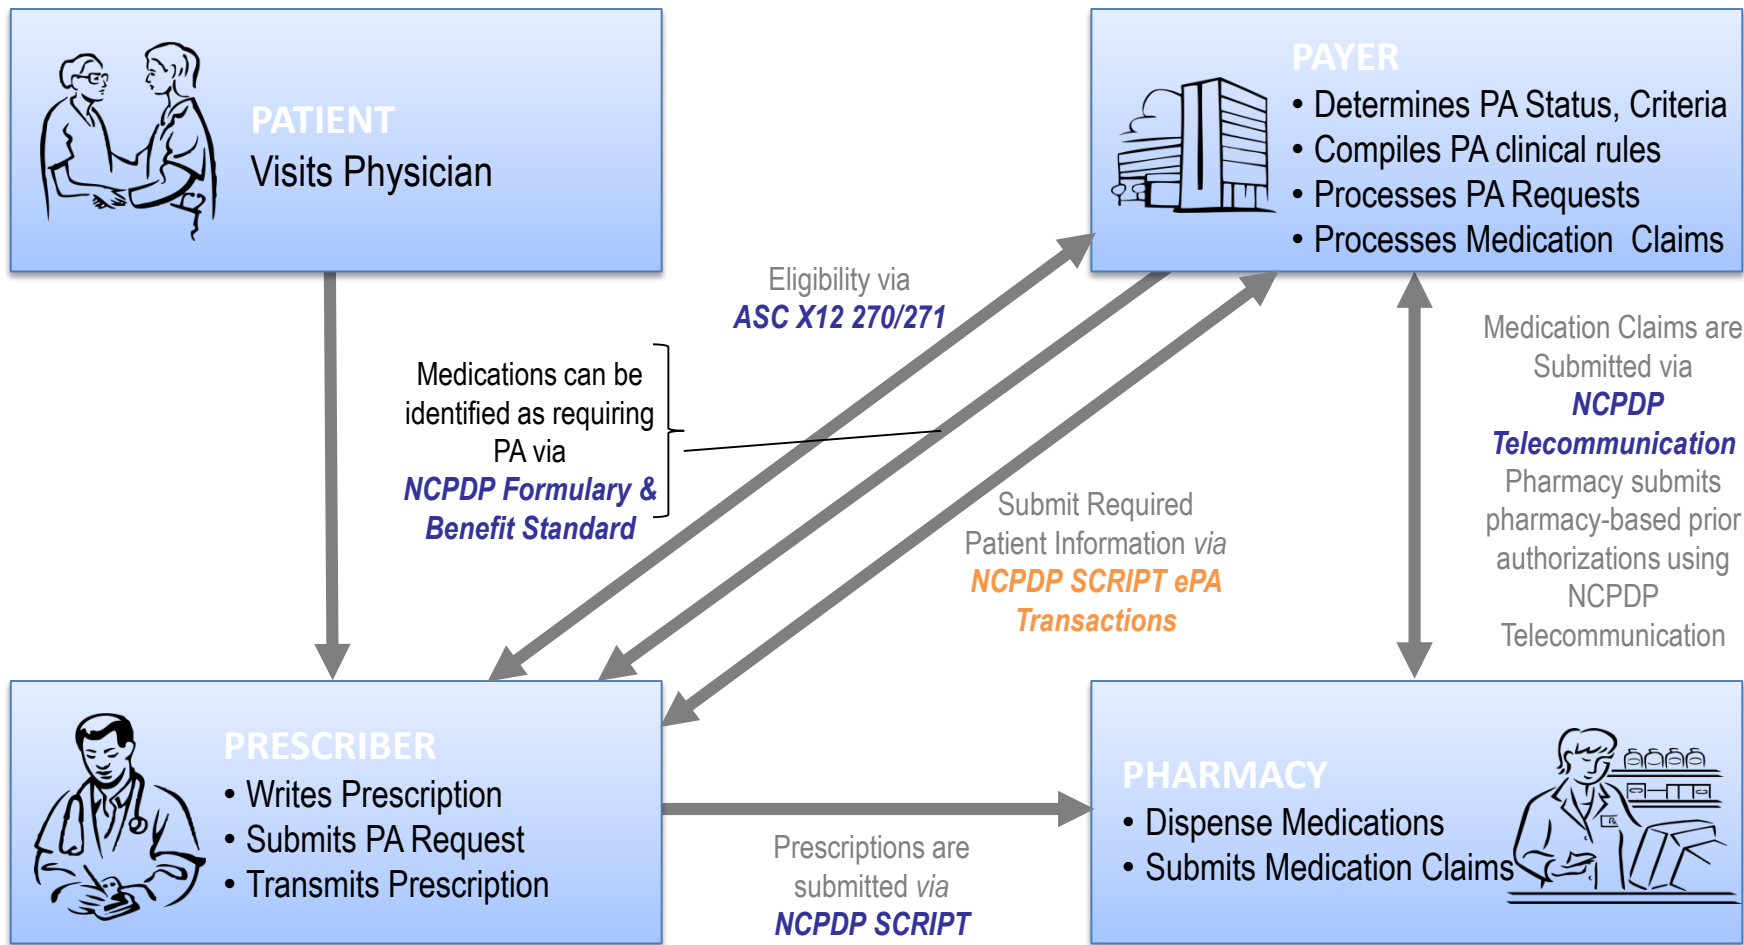 PATIENT
Visits Physician
PAYER
• Determines PA Status, Criteria
• Compiles PA clinical rules
• Processes PA Requests
• Processes Medication Claims
Eligibility via
ASC X12 270/271
Medications can be
identified as requiring
PA via
NCPDP Formulary &
Benefit Standard
Submit Required
Patient Information via
NCPDP SCRIPT ePA
Transactions
Medication Claims are
Submitted via
NCPDP
Telecommunication
Pharmacy submits
pharmacy-based prior
authorizations using
NCPDP
Telecommunication
PRESCRIBER
• Writes Prescription
• Submits PA Request
• Transmits Prescription
Prescriptions are
submitted via
NCPDP SCRIPT
PHARMACY
• Dispense Medications
• Submits Medication Claims